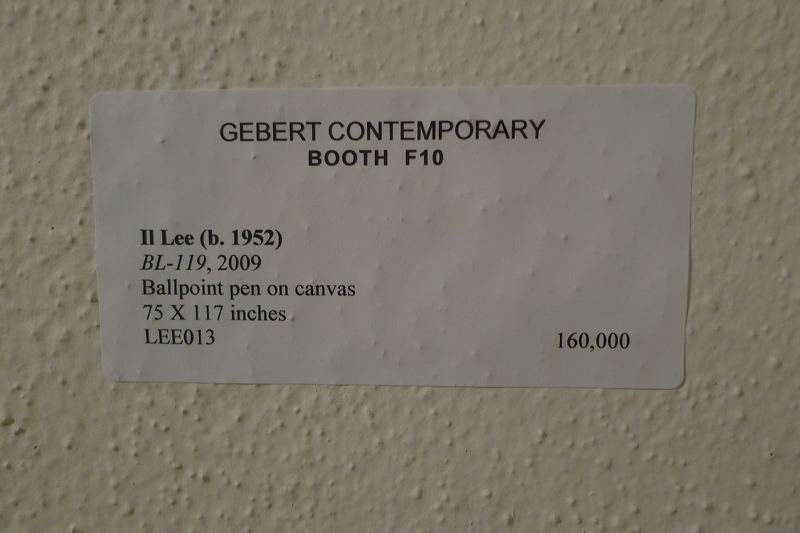 GEBERT CONTEMPORARY
BOOTH F10
Il Lee (b. 1952)
BL-119, 2009
Ballpoint pen on canvas
75 X 117 inches
LEE013 160,000